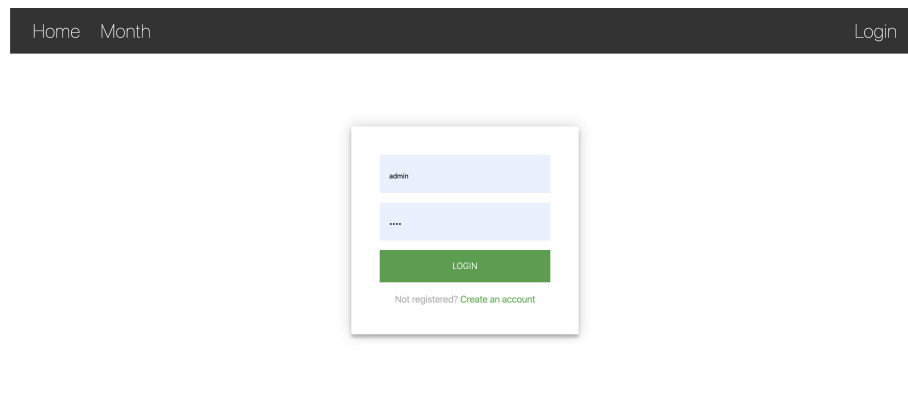 Home Month Login
admin
••••
LOGIN
Not registered? Create an account